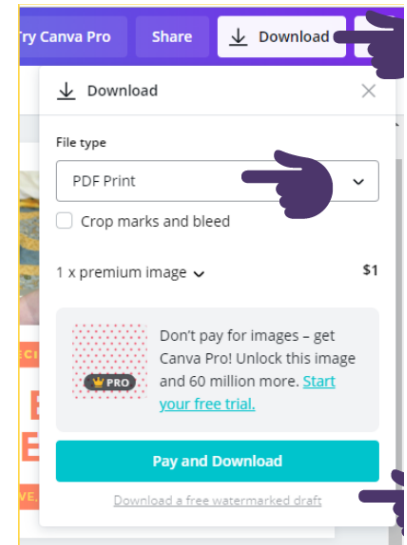 Try Canva Pro Share Download
Download
File type
PDF Print
Crop marks and bleed
1 x premium image $1
Don't pay for images – get
Canva Pro! Unlock this image
and 60 million more. Start
your free trial.
PRO
Pay and Download
Download a free watermarked draft